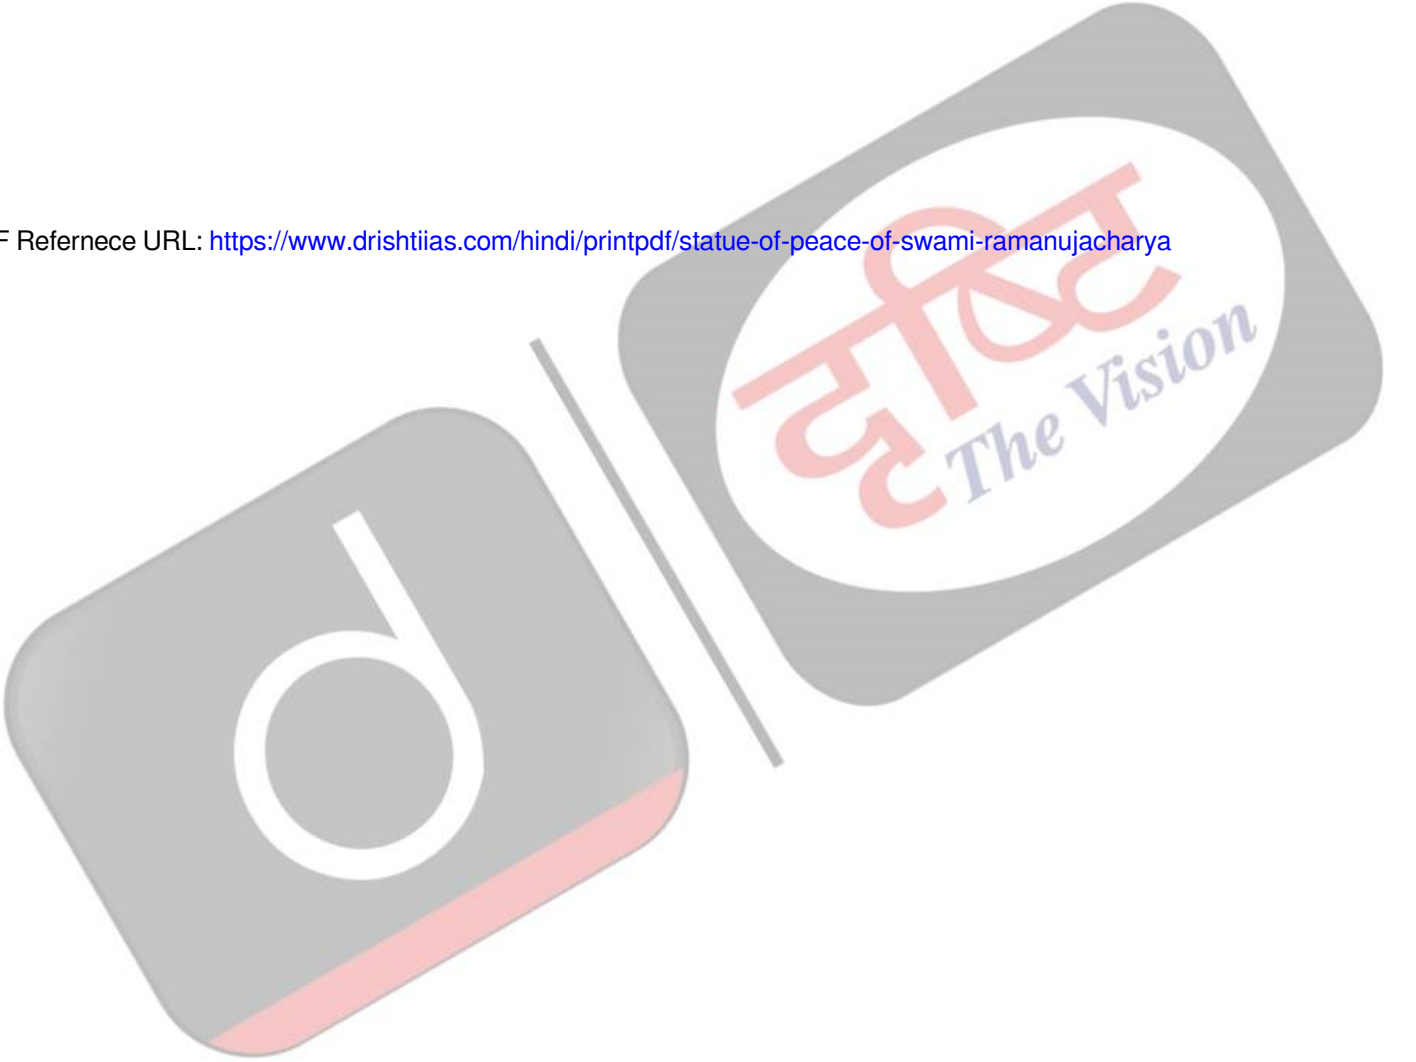 F Refernece URL: https://www.drishtiias.com/hindi/printpdf/statue-of-peace-of-swami-ramanujacharya
दृष्टि
The Vision
d